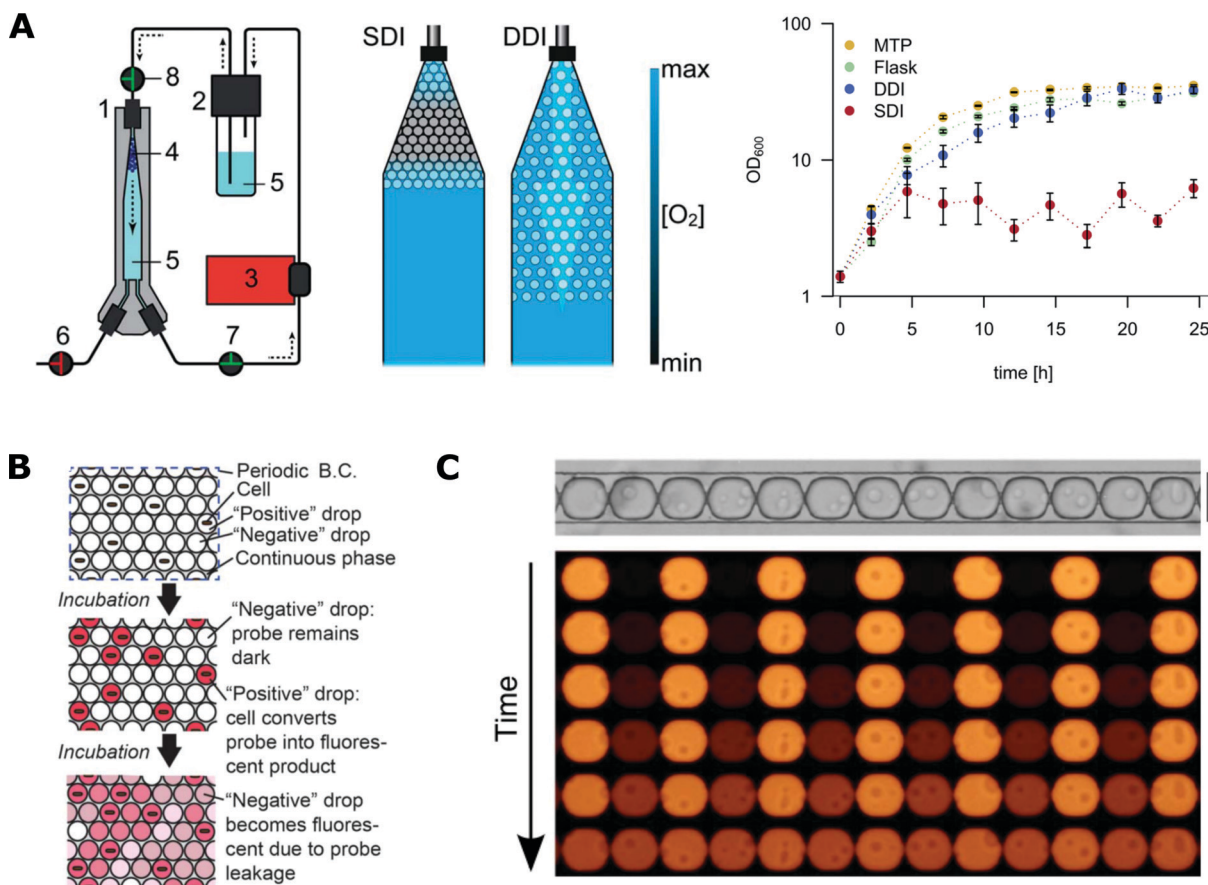 A
8
1
2
4
5
5
3
6
7
SDI
DDI
max
[O2]
min
100
10
1
OD600
MTP
Flask
DDI
SDI
0
5
10
15
20
25
time [h]
B
Periodic B.C.
Cell
“Positive” drop
“Negative” drop
Continuous phase
Incubation
“Negative” drop:
probe remains
dark
“Positive” drop:
cell converts
probe into fluores-
cent product
Incubation
“Negative” drop
becomes fluores-
cent due to probe
leakage
C
Time